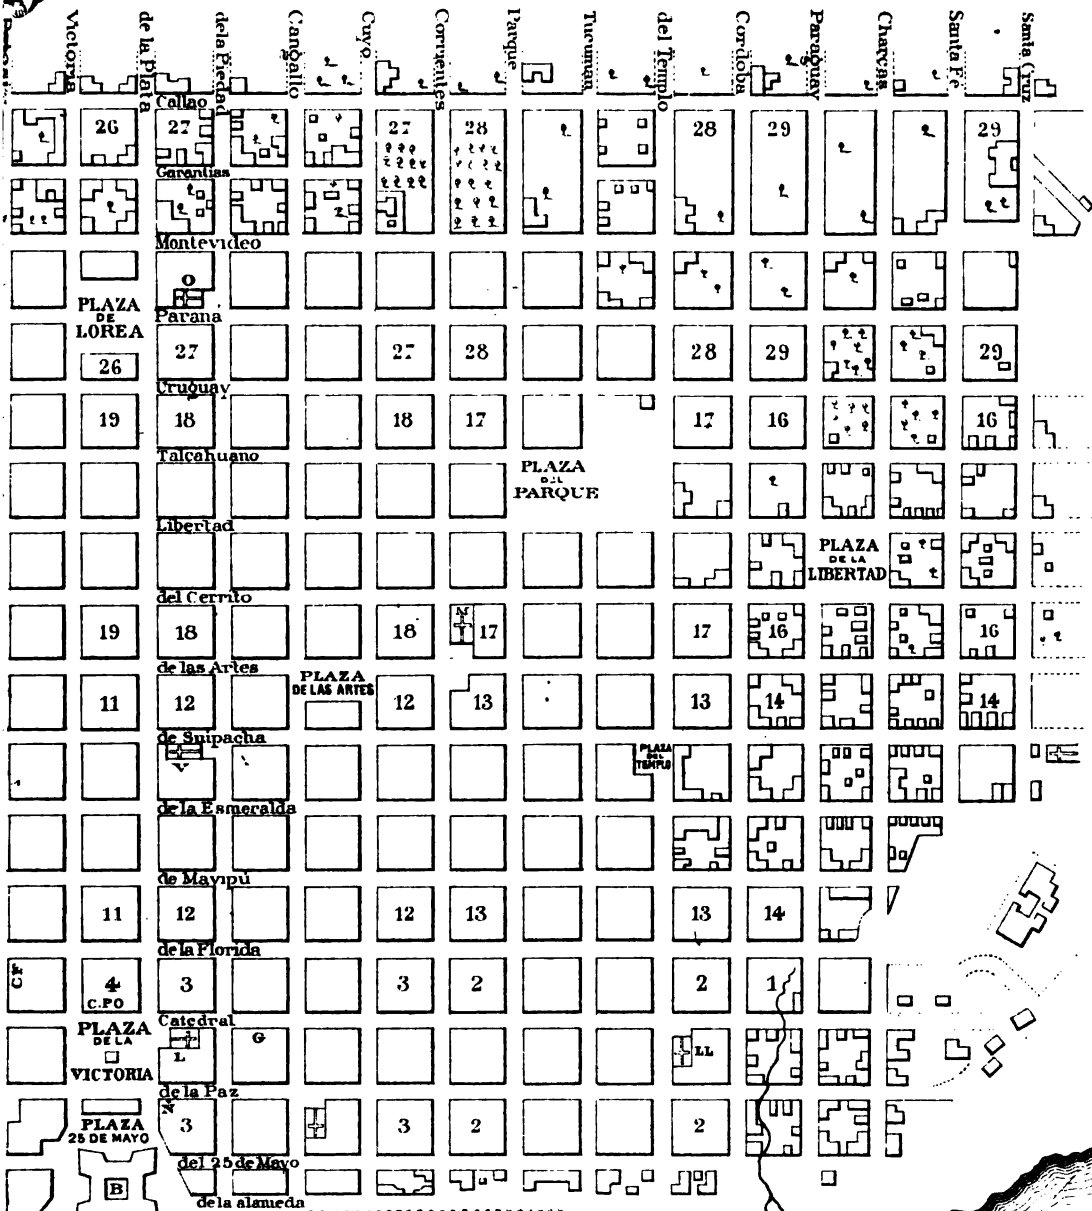 Victoria
de la Plata
dela Piedad
Cangallo
Cuyo
Corrientes
Parque
Tucuman
del Templo
Cordoba
Paraguay
Charcas
Santa Fe
Santa Cruz
Callao
26 27 27 28 28 29 29
Garantias
Montevideo
O
PLAZA
DE
LOREA
Parana
26 27 27 28 28 29 29
Uruguay
19 18 18 17 17 16 16
Talcahuano
PLAZA
DEL
PARQUE
Libertad
PLAZA
DE LA
LIBERTAD
del Cerrito
19 18 18 17 17 16 16
de las Artes
PLAZA
DE LAS ARTES
11 12 12 13 13 14 14
de Suipacha
V
PLAZA
DEL
TEMPLO
de la Esmeralda
de Maypú
11 12 12 13 13 14
de la Florida
CF
4 3 3 2 2 1
C.PO
Catedral
PLAZA
DE LA
VICTORIA
L
G
LL
de la Paz
PLAZA
25 DE MAYO
3 3 2 2
del 25 de Mayo
B
de la alameda